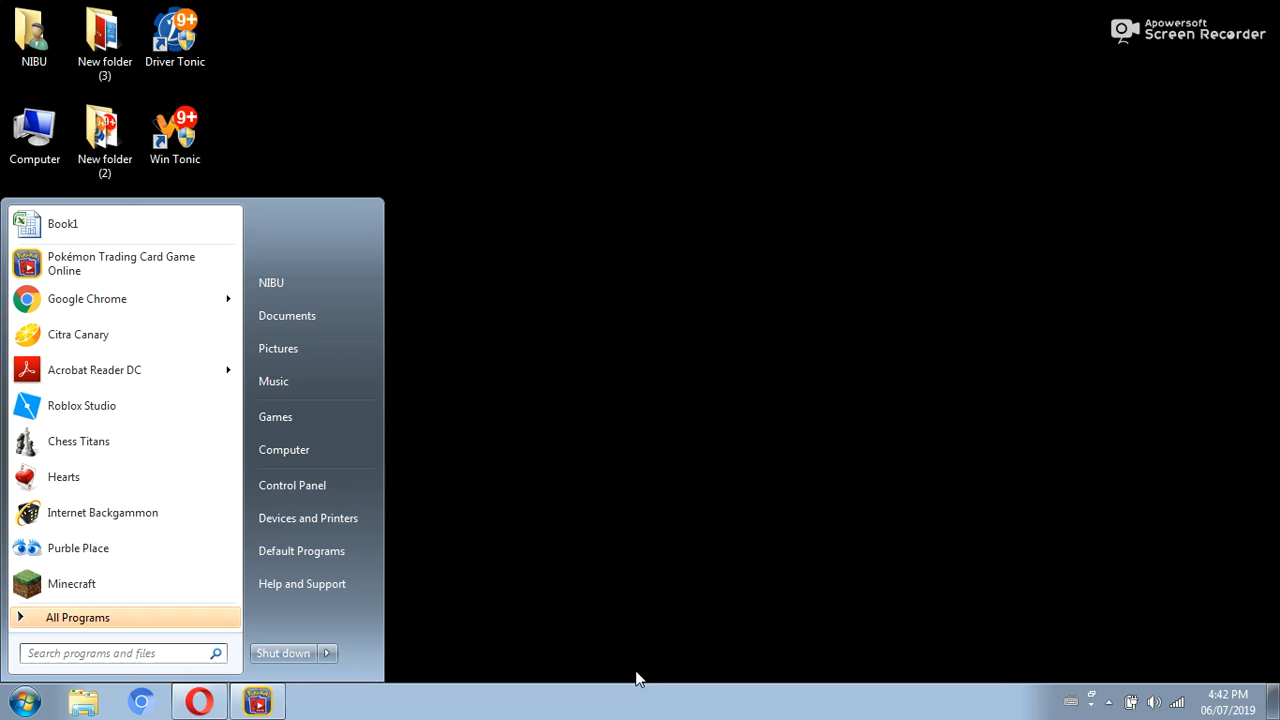 Apowersoft
Screen Recorder
9+
NIBU
New folder
(3)
Driver Tonic
9+
9+
Computer
New folder
(2)
Win Tonic
Book1
Pokémon Trading Card Game
Online
Google Chrome
Citra Canary
Acrobat Reader DC
Roblox Studio
Chess Titans
Hearts
Internet Backgammon
Purble Place
Minecraft
All Programs
Search programs and files
NIBU
Documents
Pictures
Music
Games
Computer
Control Panel
Devices and Printers
Default Programs
Help and Support
Shut down
4:42 PM
06/07/2019